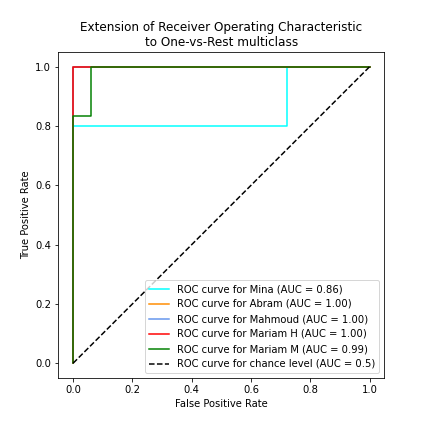 Extension of Receiver Operating Characteristic
to One-vs-Rest multiclass
True Positive Rate
1.0
0.8
0.6
0.4
0.2
0.0
ROC curve for Mina (AUC = 0.86)
ROC curve for Abram (AUC = 1.00)
ROC curve for Mahmoud (AUC = 1.00)
ROC curve for Mariam H (AUC = 1.00)
ROC curve for Mariam M (AUC = 0.99)
ROC curve for chance level (AUC = 0.5)
0.0 0.2 0.4 0.6 0.8 1.0
False Positive Rate